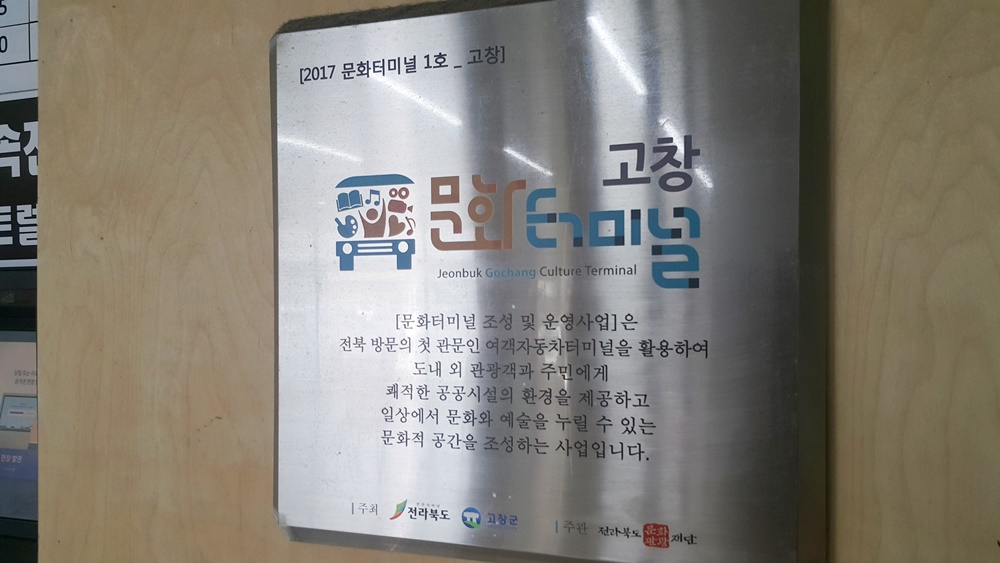 [2017 문화터미널 1호 _ 고창]
고창
문화터미널
Jeonbuk Gochang Culture Terminal
[문화터미널 조성 및 운영사업]은
전북 방문의 첫 관문인 여객자동차터미널을 활용하여
도내 외 관광객과 주민에게
쾌적한 공공시설의 환경을 제공하고
일상에서 문화와 예술을 누릴 수 있는
문화적 공간을 조성하는 사업입니다.
| 주최 전라북도 고창군 | 주관 전라북도 문화관광 재단